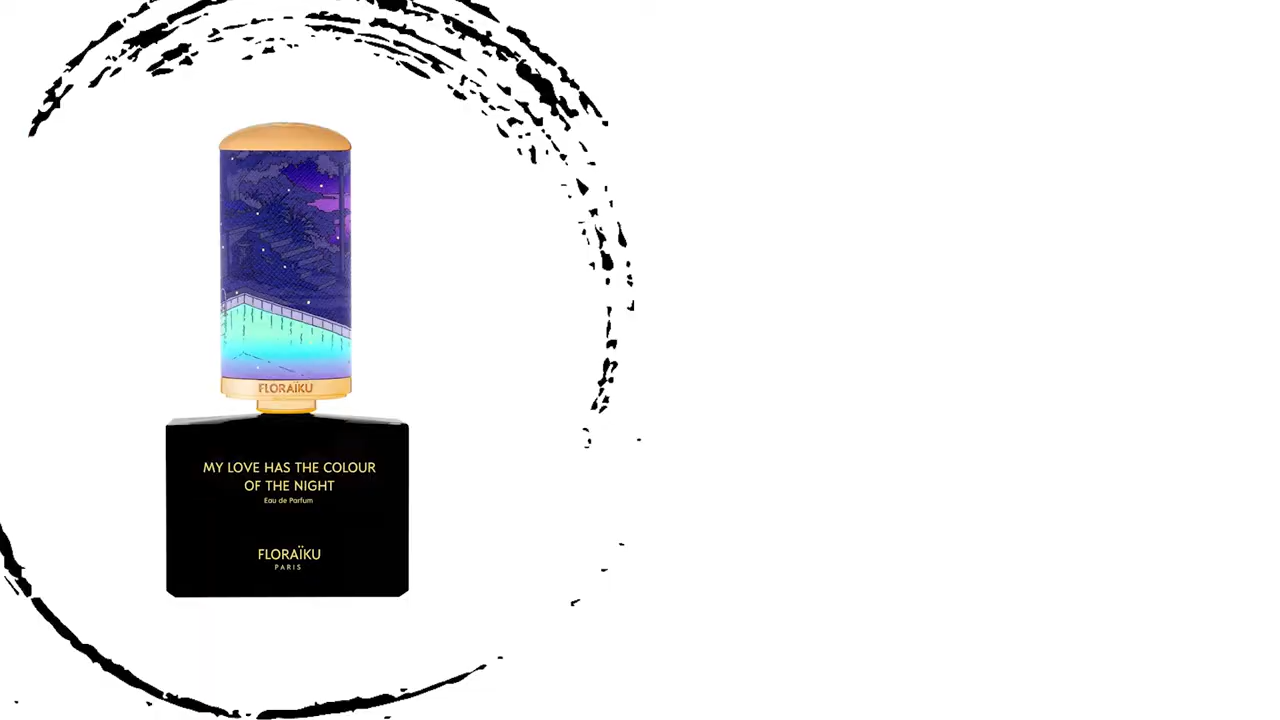 FLORAÏKU
MY LOVE HAS THE COLOUR
OF THE NIGHT
Eau de Parfum
FLORAÏKU
PARIS